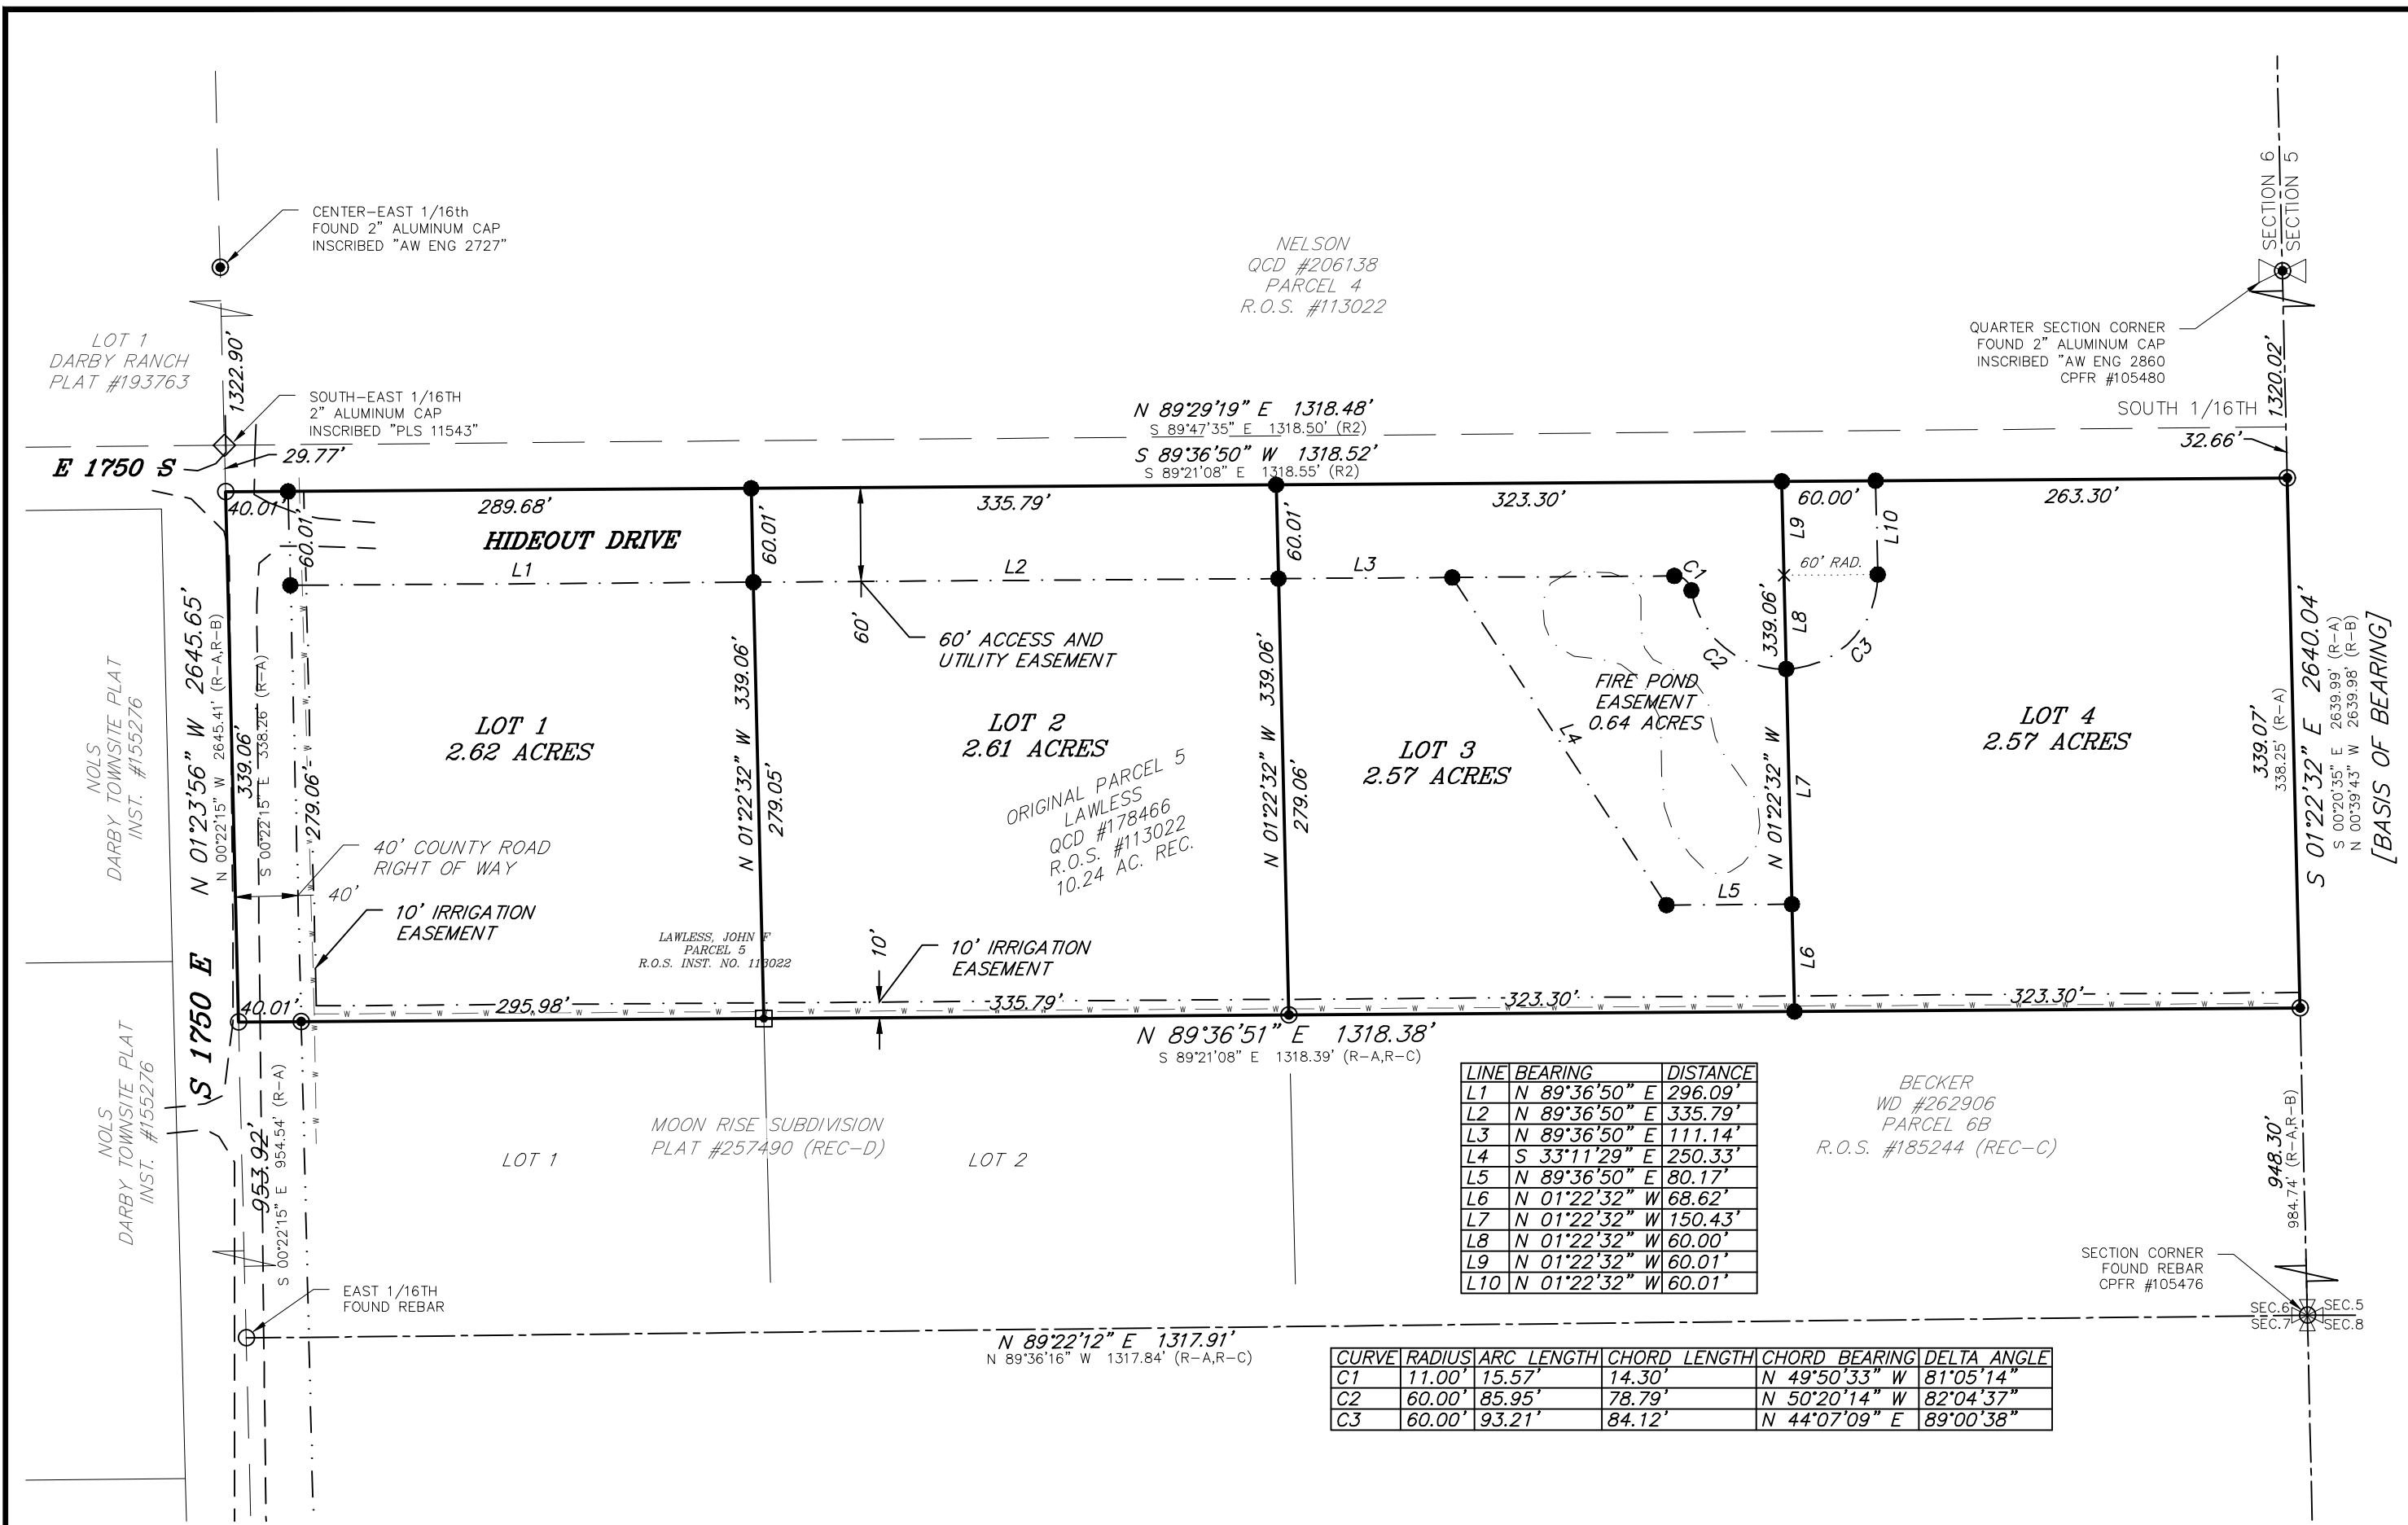 CENTER-EAST 1/16th
FOUND 2" ALUMINUM CAP
INSCRIBED "AW ENG 2727"
NELSON
QCD #206138
PARCEL 4
R.O.S. #113022
SECTION 6
SECTION 5
QUARTER SECTION CORNER
FOUND 2" ALUMINUM CAP
INSCRIBED "AW ENG 2860
CPFR #105480
LOT 1
DARBY RANCH
PLAT #193763
1322.90'
SOUTH-EAST 1/16TH
2" ALUMINUM CAP
INSCRIBED "PLS 11543"
SOUTH 1/16TH
1320.02'
N 89°29'19" E 1318.48'
S 89°47'35" E 1318.50' (R2)
S 89°36'50" W 1318.52'
S 89°21'08" E 1318.55' (R2)
E 1750 S
29.77'
32.66'
40.01'
289.68'
335.79'
323.30'
60.00'
263.30'
60.01'
HIDEOUT DRIVE
60.01'
60.01'
L9
L10
L1
L2
L3
C1
60' RAD.
60'
60' ACCESS AND
UTILITY EASEMENT
339.06'
L8
C2
C3
FIRE POND
EASEMENT
0.64 ACRES
NOLS
DARBY TOWNSITE PLAT
INST. #155276
N 01°23'56" W 2645.65'
N 00°22'15" W 2645.41' (R-A,R-B)
339.06'
S 00°22'15" E 338.26' (R-A)
279.06'
LOT 1
2.62 ACRES
N 01°22'32" W 339.06'
279.05'
LOT 2
2.61 ACRES
ORIGINAL PARCEL 5
LAWLESS
QCD #178466
R.O.S. #113022
10.24 AC. REC.
N 01°22'32" W 339.06'
279.06'
LOT 3
2.57 ACRES
L4
N 01°22'32" W
L7
LOT 4
2.57 ACRES
339.07'
338.25' (R-A)
S 01°22'32" E 2640.04'
S 00°20'35" E 2639.99' (R-A)
N 00°39'43" W 2639.98' (R-B)
[BASIS OF BEARING]
40' COUNTY ROAD
RIGHT OF WAY
40'
10' IRRIGATION
EASEMENT
LAWLESS, JOHN F
PARCEL 5
R.O.S. INST. NO. 113022
10'
10' IRRIGATION
EASEMENT
L5
L6
S 1750 E
40.01'
295.98'
335.79'
323.30'
323.30'
N 89°36'51" E 1318.38'
S 89°21'08" E 1318.39' (R-A,R-C)
NOLS
DARBY TOWNSITE PLAT
INST. #155276
953.92'
S 00°22'15" E 954.54' (R-A)
MOON RISE SUBDIVISION
PLAT #257490 (REC-D)
LOT 1
LOT 2
LINE BEARING DISTANCE
L1 N 89°36'50" E 296.09'
L2 N 89°36'50" E 335.79'
L3 N 89°36'50" E 111.14'
L4 S 33°11'29" E 250.33'
L5 N 89°36'50" E 80.17'
L6 N 01°22'32" W 68.62'
L7 N 01°22'32" W 150.43'
L8 N 01°22'32" W 60.00'
L9 N 01°22'32" W 60.01'
L10 N 01°22'32" W 60.01'
BECKER
WD #262906
PARCEL 6B
R.O.S. #185244 (REC-C)
948.30'
984.74' (R-A,R-B)
SECTION CORNER
FOUND REBAR
CPFR #105476
SEC.6 SEC.5
SEC.7 SEC.8
EAST 1/16TH
FOUND REBAR
N 89°22'12" E 1317.91'
N 89°36'16" W 1317.84' (R-A,R-C)
CURVE RADIUS ARC LENGTH CHORD LENGTH CHORD BEARING DELTA ANGLE
C1 11.00' 15.57' 14.30' N 49°50'33" W 81°05'14"
C2 60.00' 85.95' 78.79' N 50°20'14" W 82°04'37"
C3 60.00' 93.21' 84.12' N 44°07'09" E 89°00'38"